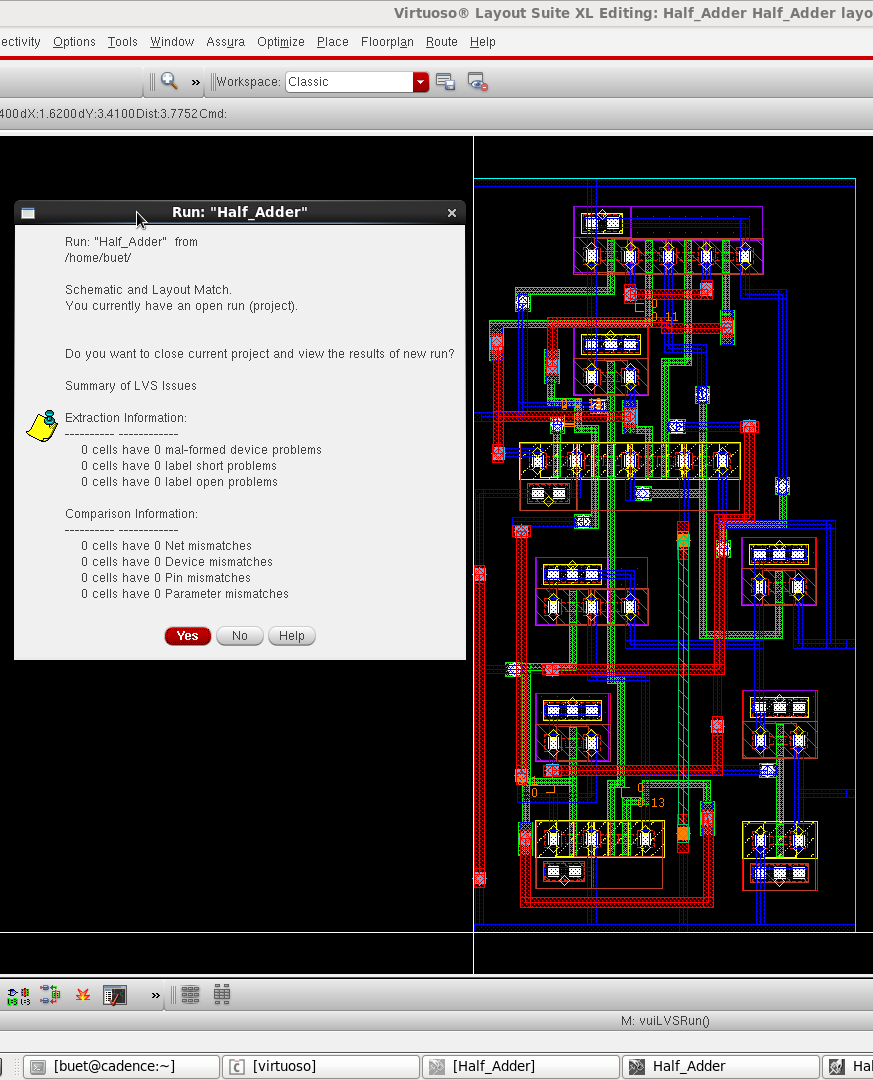 Virtuoso® Layout Suite XL Editing: Half_Adder Half_Adder layo
ectivity Options Tools Window Assura Optimize Place Floorplan Route Help
» Workspace: Classic
400 dX:1.6200 dY:3.4100 Dist:3.7752 Cmd:
Run: "Half_Adder"
Run: "Half_Adder" from
/home/buet/
Schematic and Layout Match.
You currently have an open run (project).
Do you want to close current project and view the results of new run?
Summary of LVS Issues
Extraction Information:
---------- ------------
0 cells have 0 mal-formed device problems
0 cells have 0 label short problems
0 cells have 0 label open problems
Comparison Information:
---------- ------------
0 cells have 0 Net mismatches
0 cells have 0 Device mismatches
0 cells have 0 Pin mismatches
0 cells have 0 Parameter mismatches
Yes No Help
0
0.11
0
0
0.13
»
M: vuiLVSRun()
[buet@cadence:~] [virtuoso] [Half_Adder] Half_Adder Hal